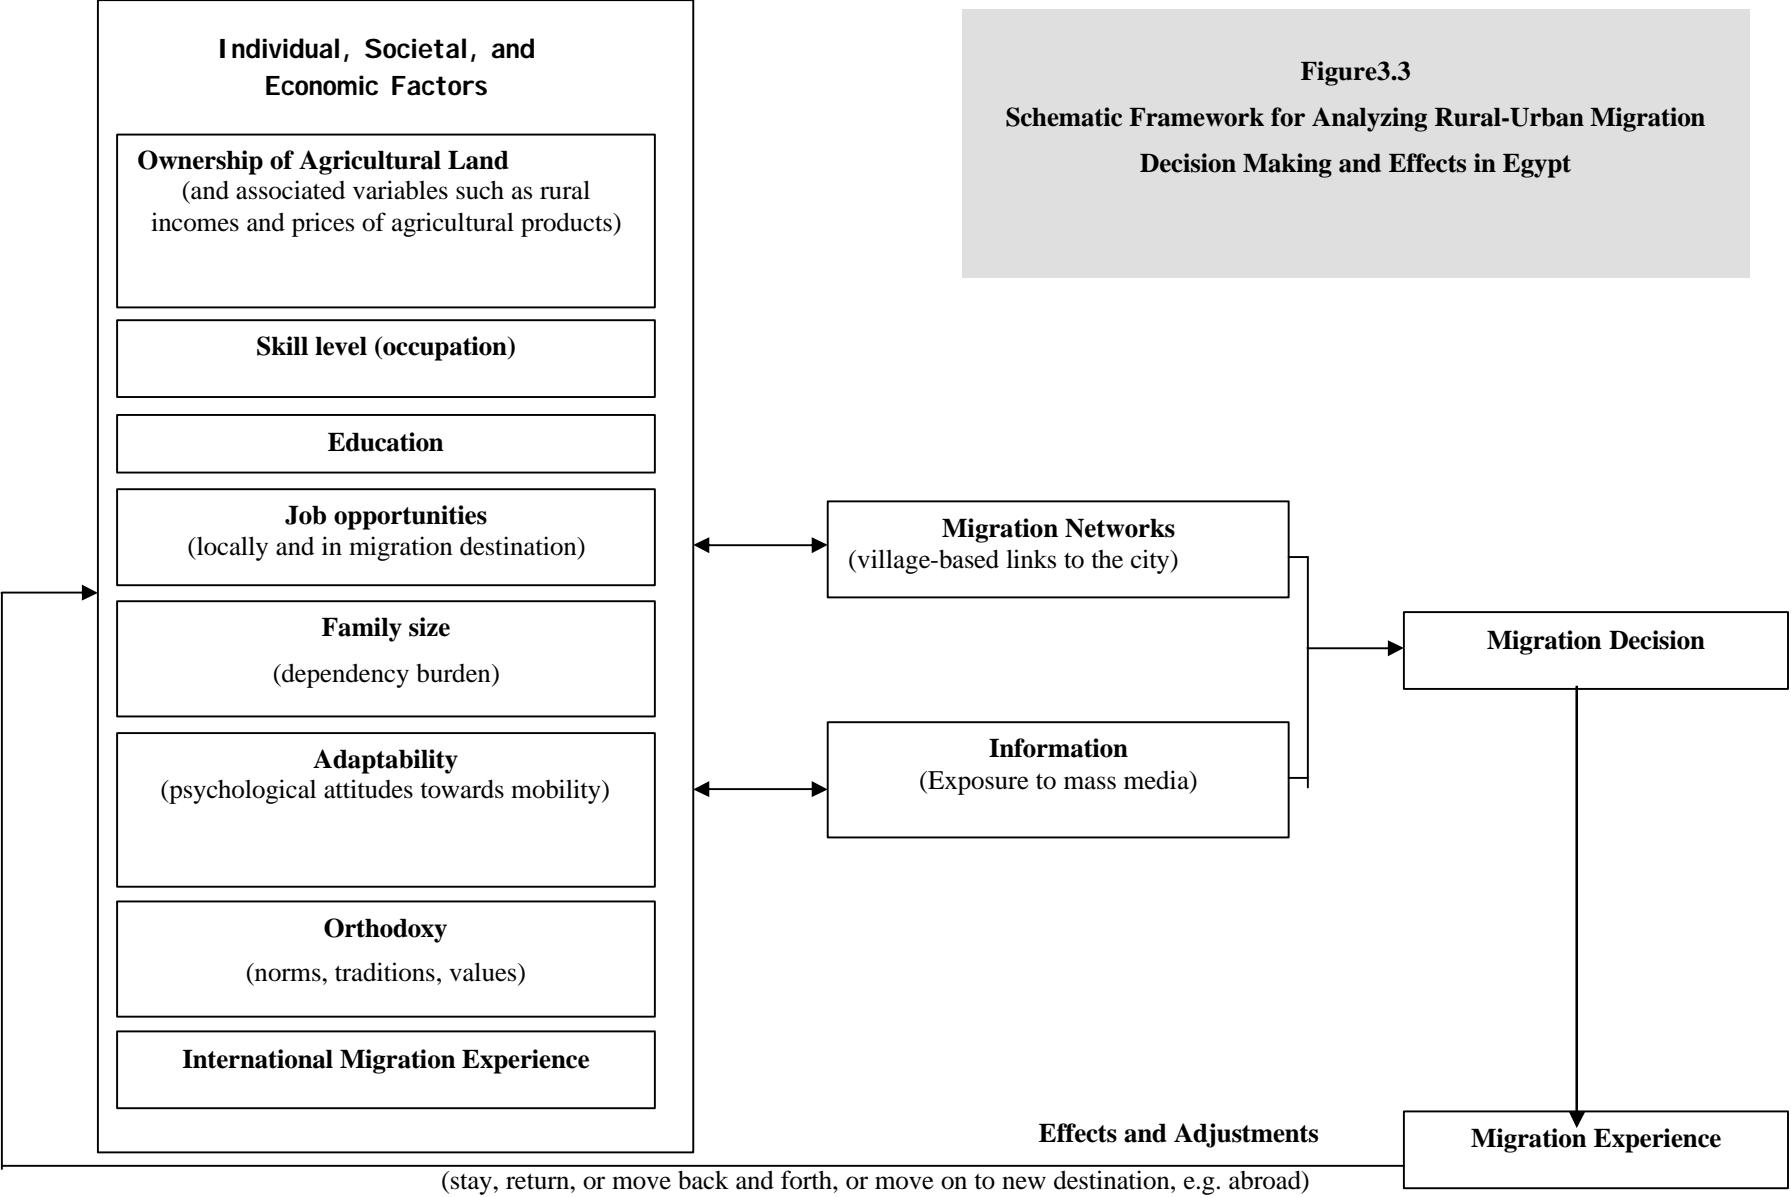 Individual, Societal, and
Economic Factors
Ownership of Agricultural Land
(and associated variables such as rural
incomes and prices of agricultural products)
Skill level (occupation)
Education
Job opportunities
(locally and in migration destination)
Family size
(dependency burden)
Adaptability
(psychological attitudes towards mobility)
Orthodoxy
(norms, traditions, values)
International Migration Experience
Figure3.3
Schematic Framework for Analyzing Rural-Urban Migration
Decision Making and Effects in Egypt
Migration Networks
(village-based links to the city)
Information
(Exposure to mass media)
Migration Decision
Migration Experience
Effects and Adjustments
(stay, return, or move back and forth, or move on to new destination, e.g. abroad)